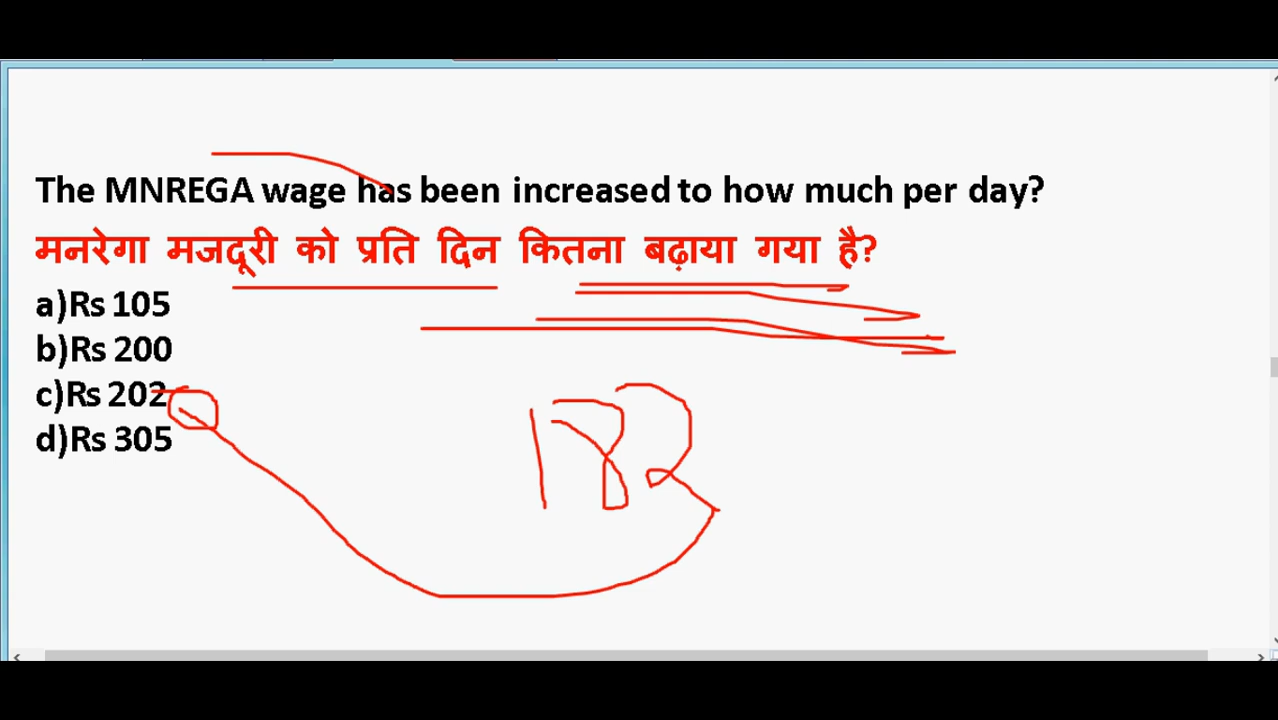 The MNREGA wage has been increased to how much per day?
मनरेगा मजदूरी को प्रति दिन कितना बढ़ाया गया है?
a)Rs 105
b)Rs 200
c)Rs 202
d)Rs 305
182